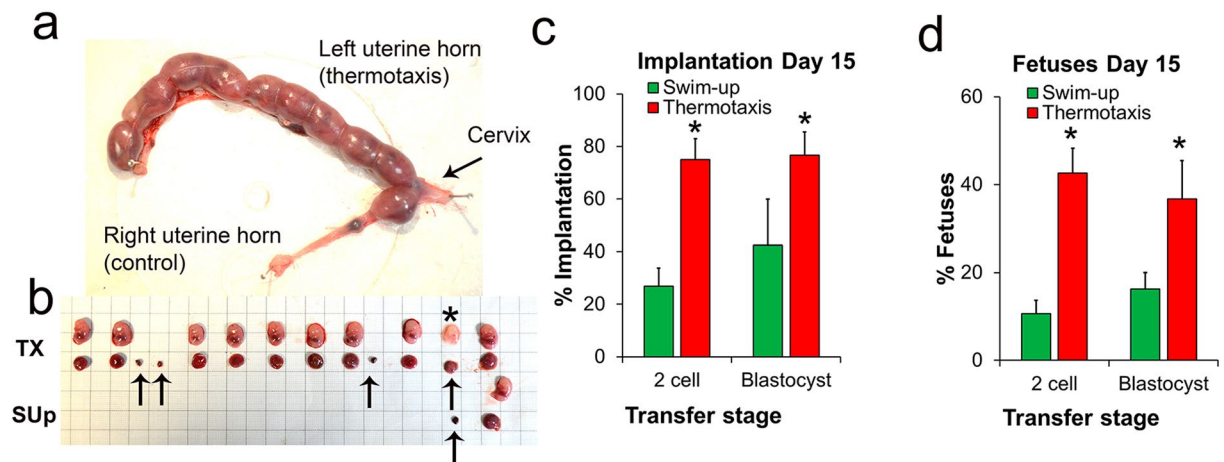 a
Left uterine horn
(thermotaxis)
Cervix
Right uterine horn
(control)
b
TX
*
SUp
c
Implantation Day 15
Swim-up
Thermotaxis
% Implantation
100
80
60
40
20
0
*
*
2 cell
Blastocyst
Transfer stage
d
Fetuses Day 15
Swim-up
Thermotaxis
% Fetuses
60
40
20
0
*
*
2 cell
Blastocyst
Transfer stage